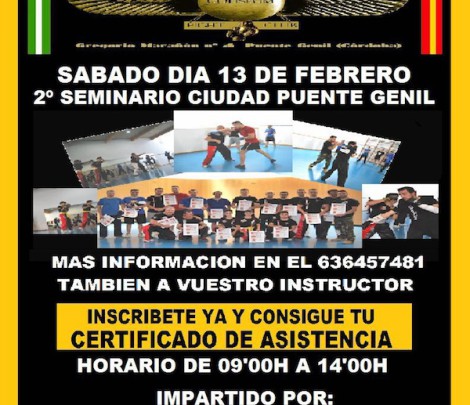 Gregorio Marañón nº 4 Puente Genil (Córdoba)
SABADO DIA 13 DE FEBRERO
2º SEMINARIO CIUDAD PUENTE GENIL
MAS INFORMACION EN EL 636457481
TAMBIEN A VUESTRO INSTRUCTOR
INSCRIBETE YA Y CONSIGUE TU
CERTIFICADO DE ASISTENCIA
HORARIO DE 09'00H A 14'00H
IMPARTIDO POR: